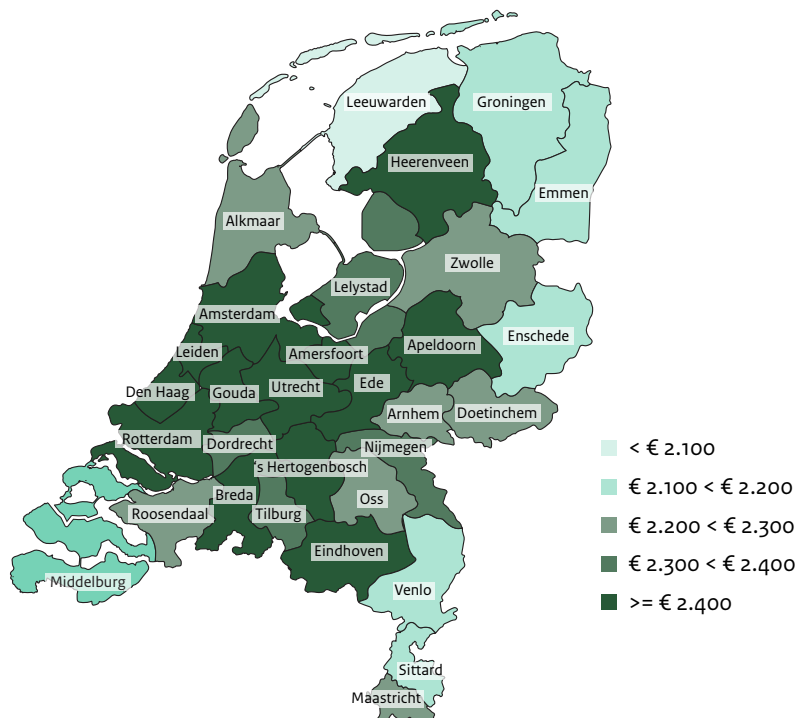 Leeuwarden
Groningen
Heerenveen
Emmen
Alkmaar
Zwolle
Lelystad
Amsterdam
Enschede
Leiden
Amersfoort
Apeldoorn
Den Haag
Gouda
Utrecht
Ede
Arnhem
Doetinchem
Rotterdam
Dordrecht
Nijmegen
's Hertogenbosch
Breda
Oss
Roosendaal
Tilburg
Eindhoven
Middelburg
Venlo
Sittard
Maastricht
< € 2.100
€ 2.100 < € 2.200
€ 2.200 < € 2.300
€ 2.300 < € 2.400
>= € 2.400